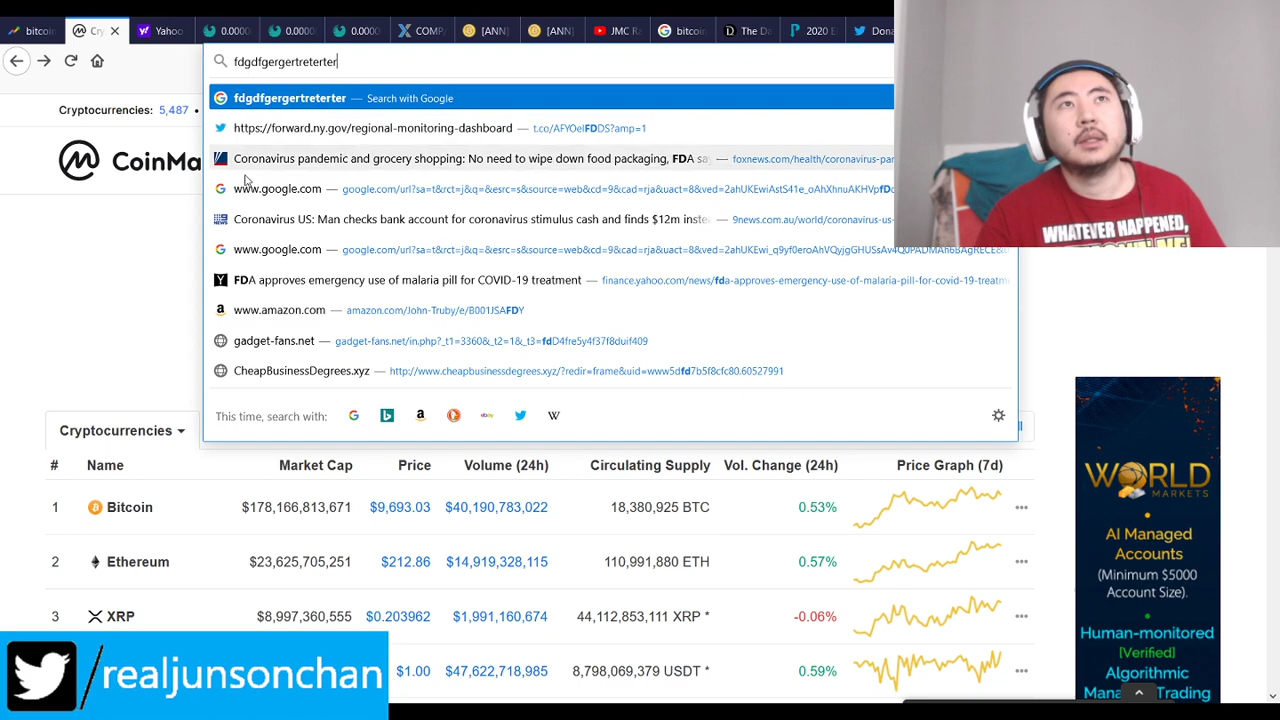 bitcoin
Cry
Yahoo
0.0000
0.0000
0.0000
COMP
[ANN]
[ANN]
JMC R
bitcoin
The Da
2020 E
Dona
fdgdfgergertreterter
fdgdfgergertreterter — Search with Google
https://forward.ny.gov/regional-monitoring-dashboard — t.co/AFYOeIFDDS?amp=1
Coronavirus pandemic and grocery shopping: No need to wipe down food packaging, FDA sa — foxnews.com/health/coronavirus-pan
www.google.com —
Coronavirus US: Man checks bank account for coronavirus stimulus cash and finds $12m inste — 9news.com.au/world/coronavirus-us-
www.google.com —
FDA approves emergency use of malaria pill for COVID-19 treatment — finance.yahoo.com/news/fda-approves-emergency-use-of-malaria-pill-for-covid-19-treatm
www.amazon.com — amazon.com/John-Truby/e/B001JSAFDY
gadget-fans.net — gadget-fans.net/in.php?_t1=3360&_t2=1&_t3=fdD4fre5y4f37f8duif409
CheapBusinessDegrees.xyz — http://www.cheapbusinessdegrees.xyz/?redir=frame&uid=www5dfd7b5f8cfc80.60527991
This time, search with:
Cryptocurrencies: 5,487 •
CoinMa
WHATEVER HAPPENED,
Cryptocurrencies
# Name Market Cap Price Volume (24h) Circulating Supply Vol. Change (24h) Price Graph (7d)
1 Bitcoin $178,166,813,671 $9,693.03 $40,190,783,022 18,380,925 BTC 0.53%
2 Ethereum $23,625,705,251 $212.86 $14,919,328,115 110,991,880 ETH 0.57%
3 XRP $8,997,360,555 $0.203962 $1,991,160,674 44,112,853,111 XRP * -0.06%
$1.00 $47,622,718,985 8,798,069,379 USDT * 0.59%
WORLD
MARKETS
AI Managed
Accounts
(Minimum $5000
Account Size).
Human-monitored
[Verified]
Algorithmic
Trading
/realjunsonchan